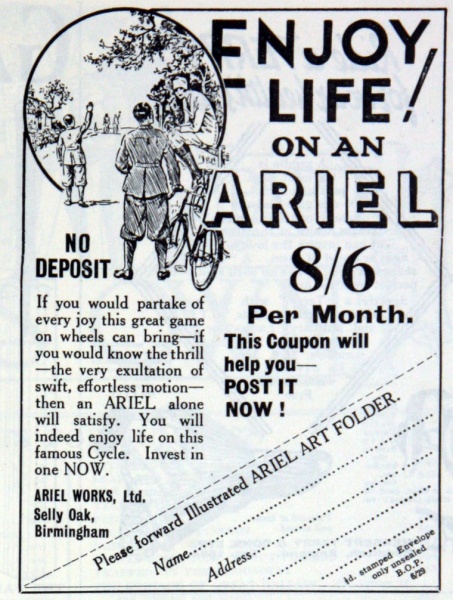 ENJOY
LIFE!
ON AN
ARIEL
NO
DEPOSIT
8/6
Per Month.
If you would partake of
every joy this great game
on wheels can bring—if
you would know the thrill
—the very exultation of
swift, effortless motion—
then an ARIEL alone
will satisfy. You will
indeed enjoy life on this
famous Cycle. Invest in
one NOW.
ARIEL WORKS, Ltd.
Selly Oak,
Birmingham
This Coupon will
help you—
POST IT
NOW !
Please forward Illustrated ARIEL ART FOLDER.
Name
Address
½d. stamped Envelope
only unsealed
B.O.P.
6/29